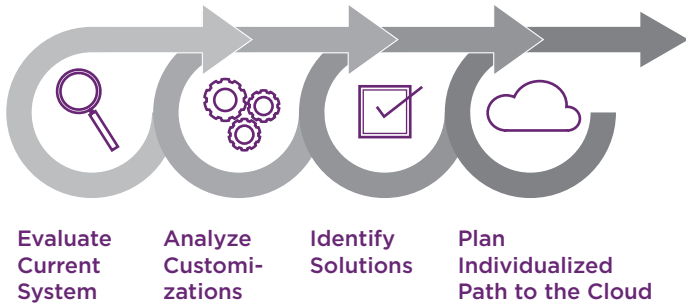 Evaluate
Current
System
Analyze
Customi-
zations
Identify
Solutions
Plan
Individualized
Path to the Cloud